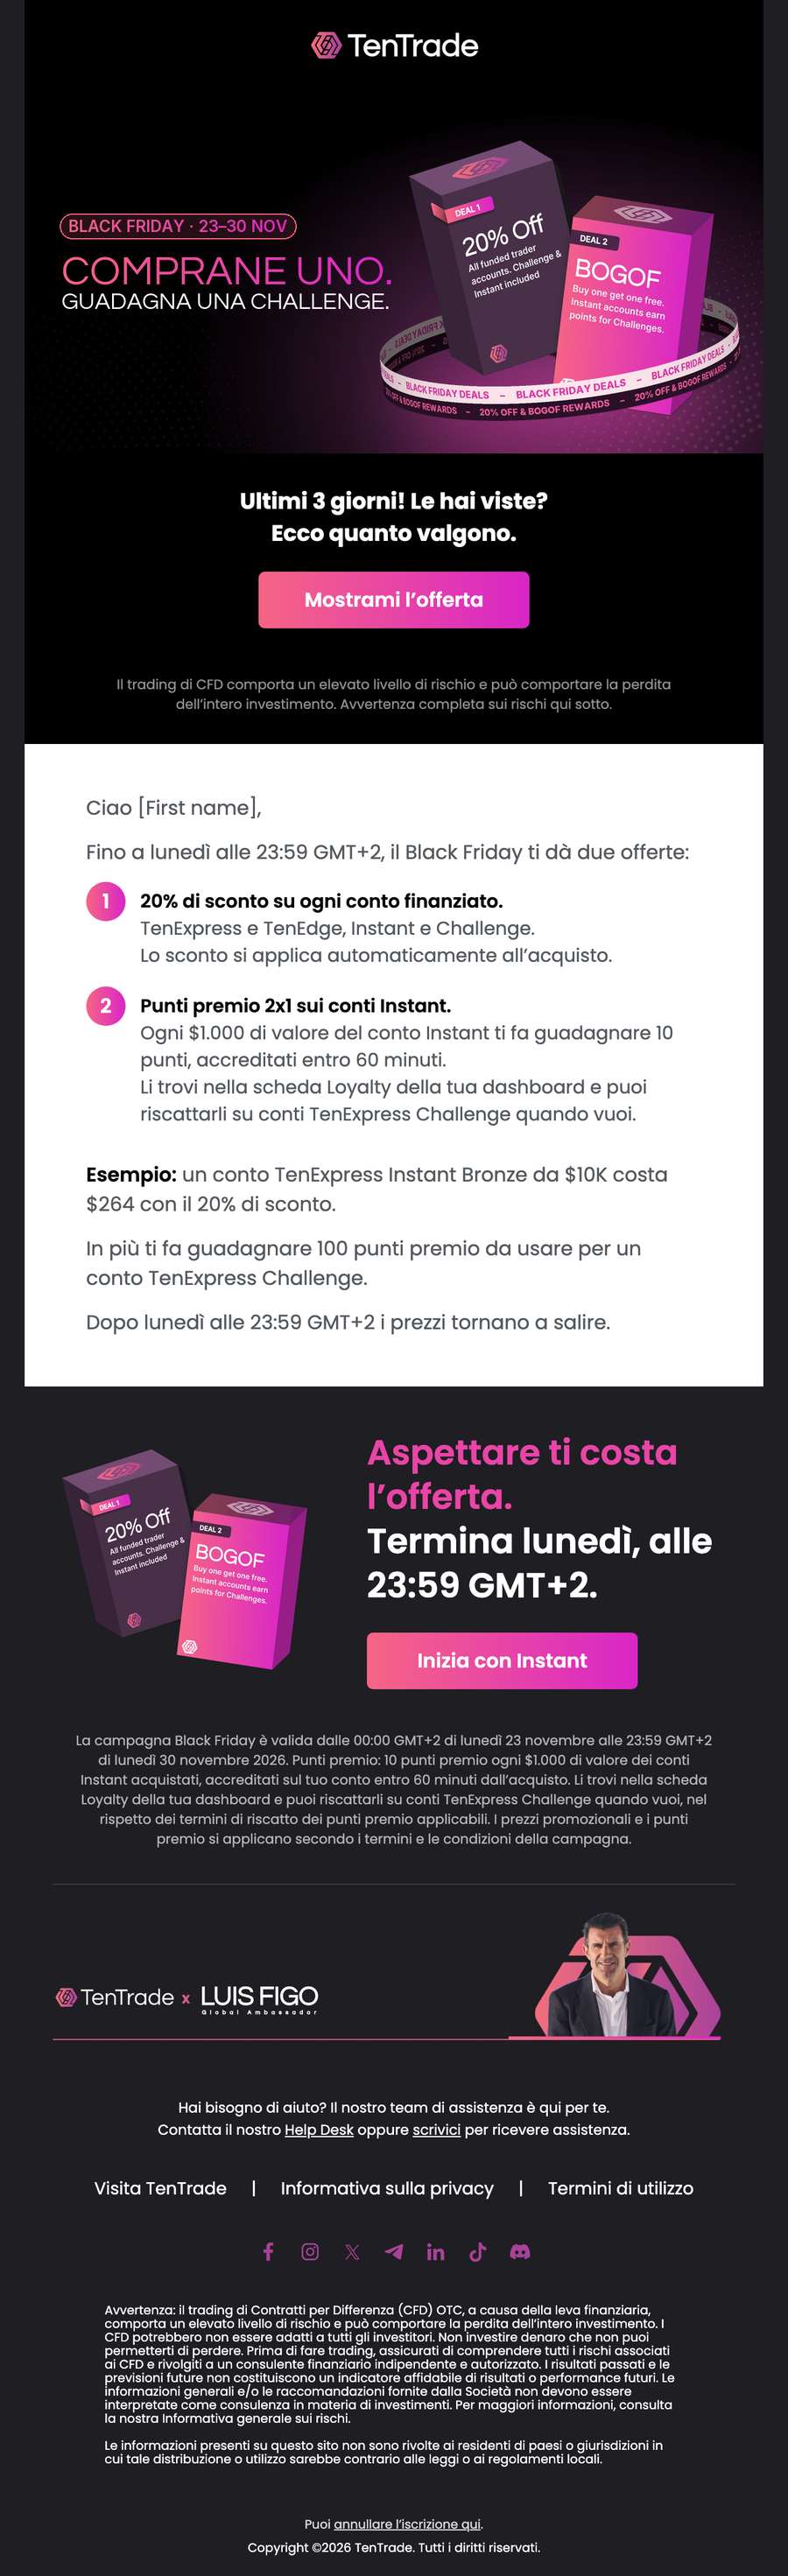 TenTrade
BLACK FRIDAY · 23–30 NOV
COMPRANE UNO.
GUADAGNA UNA CHALLENGE.
DEAL 1
20% Off
All funded trader
accounts. Challenge &
Instant included
DEAL 2
BOGOF
Buy one get one free.
Instant accounts earn
points for Challenges.
BLACK FRIDAY DEALS – BLACK FRIDAY DEALS – BLACK FRIDAY DEALS
OFF & BOGOF REWARDS – 20% OFF & BOGOF REWARDS – 20% OFF & BOGOF REWARDS
Ultimi 3 giorni! Le hai viste?
Ecco quanto valgono.
Mostrami l’offerta
Il trading di CFD comporta un elevato livello di rischio e può comportare la perdita
dell’intero investimento. Avvertenza completa sui rischi qui sotto.
Ciao [First name],
Fino a lunedì alle 23:59 GMT+2, il Black Friday ti dà due offerte:
1
20% di sconto su ogni conto finanziato.
TenExpress e TenEdge, Instant e Challenge.
Lo sconto si applica automaticamente all’acquisto.
2
Punti premio 2x1 sui conti Instant.
Ogni $1.000 di valore del conto Instant ti fa guadagnare 10
punti, accreditati entro 60 minuti.
Li trovi nella scheda Loyalty della tua dashboard e puoi
riscattarli su conti TenExpress Challenge quando vuoi.
Esempio: un conto TenExpress Instant Bronze da $10K costa
$264 con il 20% di sconto.
In più ti fa guadagnare 100 punti premio da usare per un
conto TenExpress Challenge.
Dopo lunedì alle 23:59 GMT+2 i prezzi tornano a salire.
DEAL 1
20% Off
All funded trader
accounts. Challenge &
Instant included
DEAL 2
BOGOF
Buy one get one free.
Instant accounts earn
points for Challenges.
Aspettare ti costa
l’offerta.
Termina lunedì, alle
23:59 GMT+2.
Inizia con Instant
La campagna Black Friday è valida dalle 00:00 GMT+2 di lunedì 23 novembre alle 23:59 GMT+2
di lunedì 30 novembre 2026. Punti premio: 10 punti premio ogni $1.000 di valore dei conti
Instant acquistati, accreditati sul tuo conto entro 60 minuti dall’acquisto. Li trovi nella scheda
Loyalty della tua dashboard e puoi riscattarli su conti TenExpress Challenge quando vuoi, nel
rispetto dei termini di riscatto dei punti premio applicabili. I prezzi promozionali e i punti
premio si applicano secondo i termini e le condizioni della campagna.
TenTrade x LUIS FIGO
Global Ambassador
Hai bisogno di aiuto? Il nostro team di assistenza è qui per te.
Contatta il nostro Help Desk oppure scrivici per ricevere assistenza.
Visita TenTrade | Informativa sulla privacy | Termini di utilizzo
Avvertenza: il trading di Contratti per Differenza (CFD) OTC, a causa della leva finanziaria,
comporta un elevato livello di rischio e può comportare la perdita dell’intero investimento. I
CFD potrebbero non essere adatti a tutti gli investitori. Non investire denaro che non puoi
permetterti di perdere. Prima di fare trading, assicurati di comprendere tutti i rischi associati
ai CFD e rivolgiti a un consulente finanziario indipendente e autorizzato. I risultati passati e le
previsioni future non costituiscono un indicatore affidabile di risultati o performance futuri. Le
informazioni generali e/o le raccomandazioni fornite dalla Società non devono essere
interpretate come consulenza in materia di investimenti. Per maggiori informazioni, consulta
la nostra Informativa generale sui rischi.
Le informazioni presenti su questo sito non sono rivolte ai residenti di paesi o giurisdizioni in
cui tale distribuzione o utilizzo sarebbe contrario alle leggi o ai regolamenti locali.
Puoi annullare l’iscrizione qui.
Copyright ©2026 TenTrade. Tutti i diritti riservati.